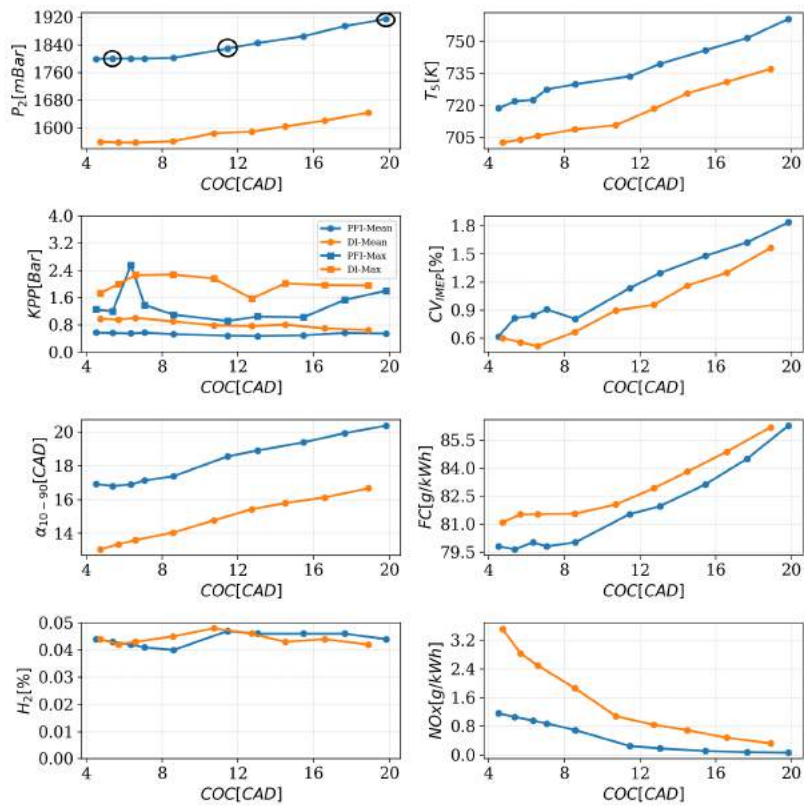 P2[mBar]
1920
1840
1760
1680
1600
4 8 12 16 20
COC[CAD]
T5[K]
750
735
720
705
4 8 12 16 20
COC[CAD]
KPP[Bar]
4.0
3.2
2.4
1.6
0.8
0.0
PFI-Mean
DI-Mean
PFI-Max
DI-Max
4 8 12 16 20
COC[CAD]
CVIMEP[%]
1.8
1.5
1.2
0.9
0.6
4 8 12 16 20
COC[CAD]
α10−90[CAD]
20
18
16
14
4 8 12 16 20
COC[CAD]
FC[g/kWh]
85.5
84.0
82.5
81.0
79.5
4 8 12 16 20
COC[CAD]
H2[%]
0.05
0.04
0.03
0.02
0.01
0.00
4 8 12 16 20
COC[CAD]
NOx[g/kWh]
3.2
2.4
1.6
0.8
0.0
4 8 12 16 20
COC[CAD]